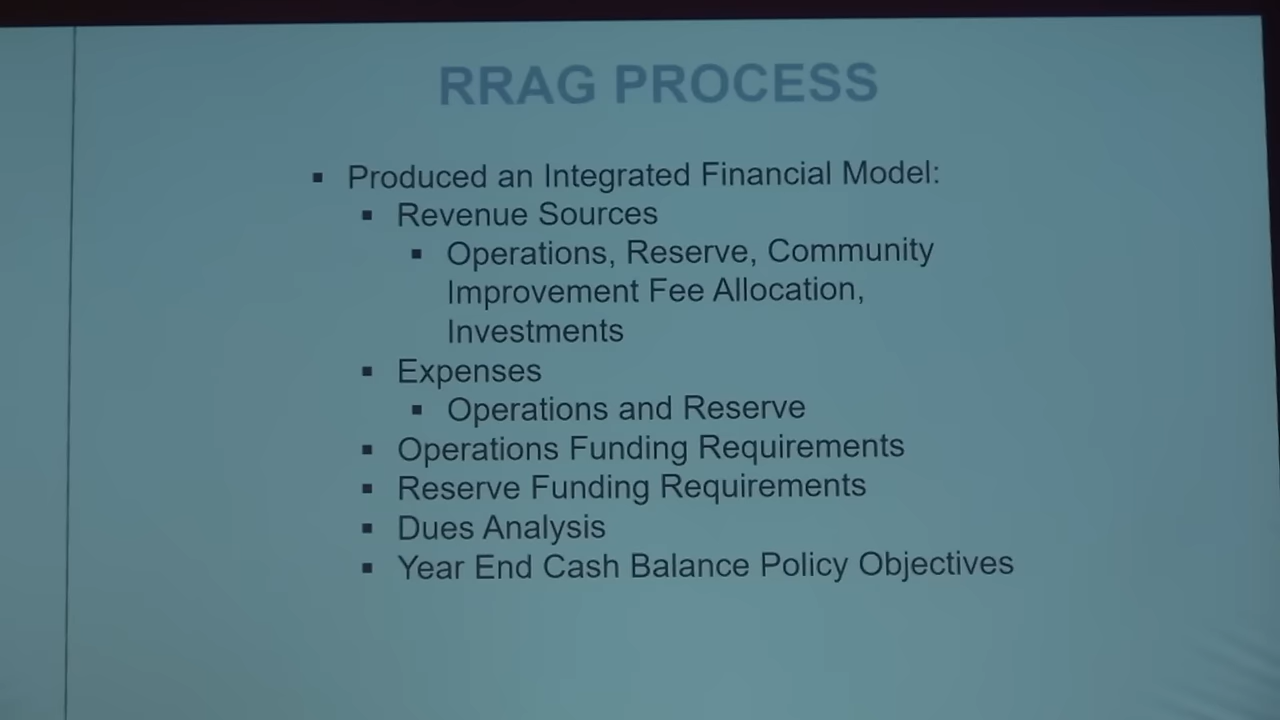 RRAG PROCESS
▪ Produced an Integrated Financial Model:
▪ Revenue Sources
▪ Operations, Reserve, Community
Improvement Fee Allocation,
Investments
▪ Expenses
▪ Operations and Reserve
▪ Operations Funding Requirements
▪ Reserve Funding Requirements
▪ Dues Analysis
▪ Year End Cash Balance Policy Objectives